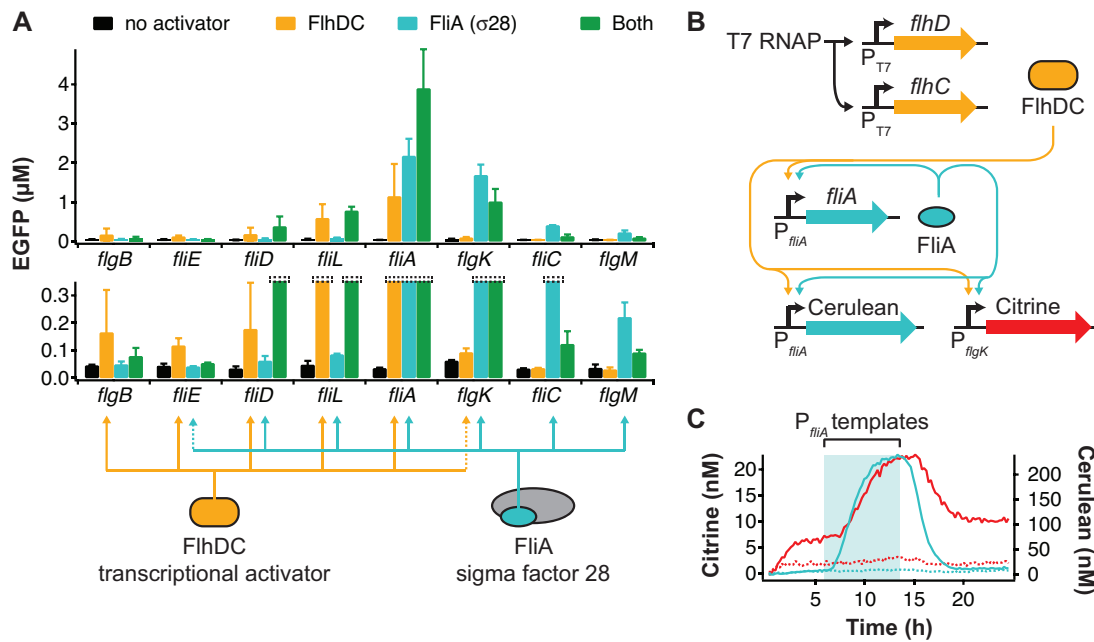 A
no activator FlhDC FliA (σ28) Both
EGFP (µM)
4
3
2
1
0
flgB fliE fliD fliL fliA flgK fliC flgM
0.3
0.2
0.1
0.0
flgB fliE fliD fliL fliA flgK fliC flgM
FlhDC
transcriptional activator
FliA
sigma factor 28
B
T7 RNAP
flhD
PT7
flhC
PT7
FlhDC
fliA
PfliA
FliA
Cerulean
PfliA
Citrine
PflgK
C
PfliA templates
Citrine (nM)
20
15
10
5
0
200
150
100
50
0
Cerulean (nM)
5 10 15 20
Time (h)